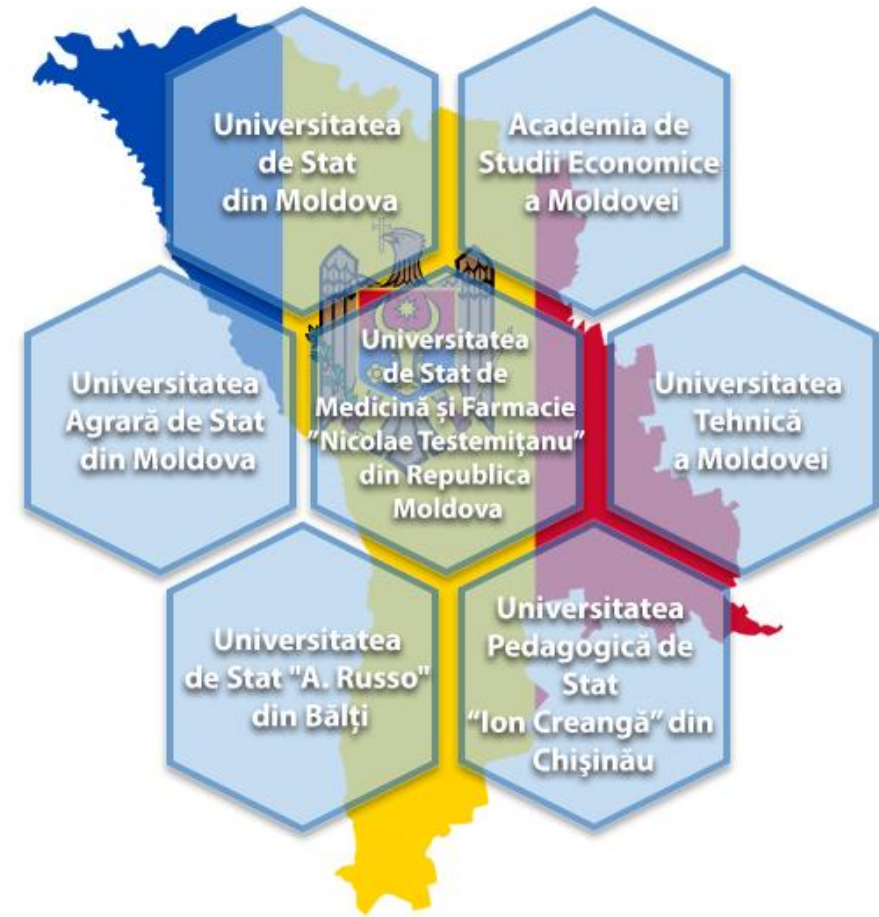 Universitatea
de Stat
din Moldova
Academia de
Studii Economice
a Moldovei
Universitatea
Agrară de Stat
din Moldova
Universitatea
de Stat de
Medicină și Farmacie
”Nicolae Testemițanu”
din Republica
Moldova
Universitatea
Tehnică
a Moldovei
Universitatea
de Stat "A. Russo"
din Bălți
Universitatea
Pedagogică de
Stat
“Ion Creangă” din
Chişinău